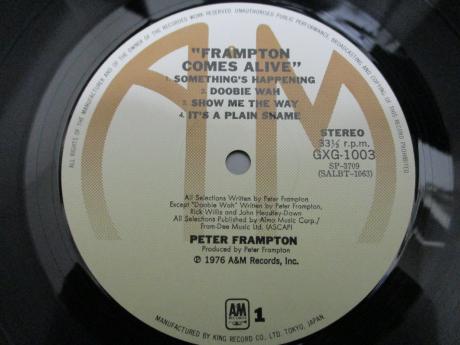 ALL RIGHTS OF THE MANUFACTURER AND OF THE OWNER OF THE RECORDED WORK RESERVED. UNAUTHORISED PUBLIC PERFORMANCE, BROADCASTING AND COPYING OF THIS RECORD PROHIBITED.
"FRAMPTON
COMES ALIVE"
1. SOMETHING'S HAPPENING
2. DOOBIE WAH
3. SHOW ME THE WAY
4. IT'S A PLAIN SHAME
STEREO
33⅓ r.p.m.
GXG-1003
SP-3709
(SALBT-1063)
All Selections Written by Peter Frampton
Except "Doobie Wah" Written by Peter Frampton,
Rick Wills and John Headley-Down
All Selections Published by Almo Music Corp./
Fram-Dee Music Ltd. (ASCAP)
PETER FRAMPTON
Produced by Peter Frampton
℗ © 1976 A&M Records, Inc.
AM
RECORDS
1
MANUFACTURED BY KING RECORD CO. LTD. TOKYO, JAPAN